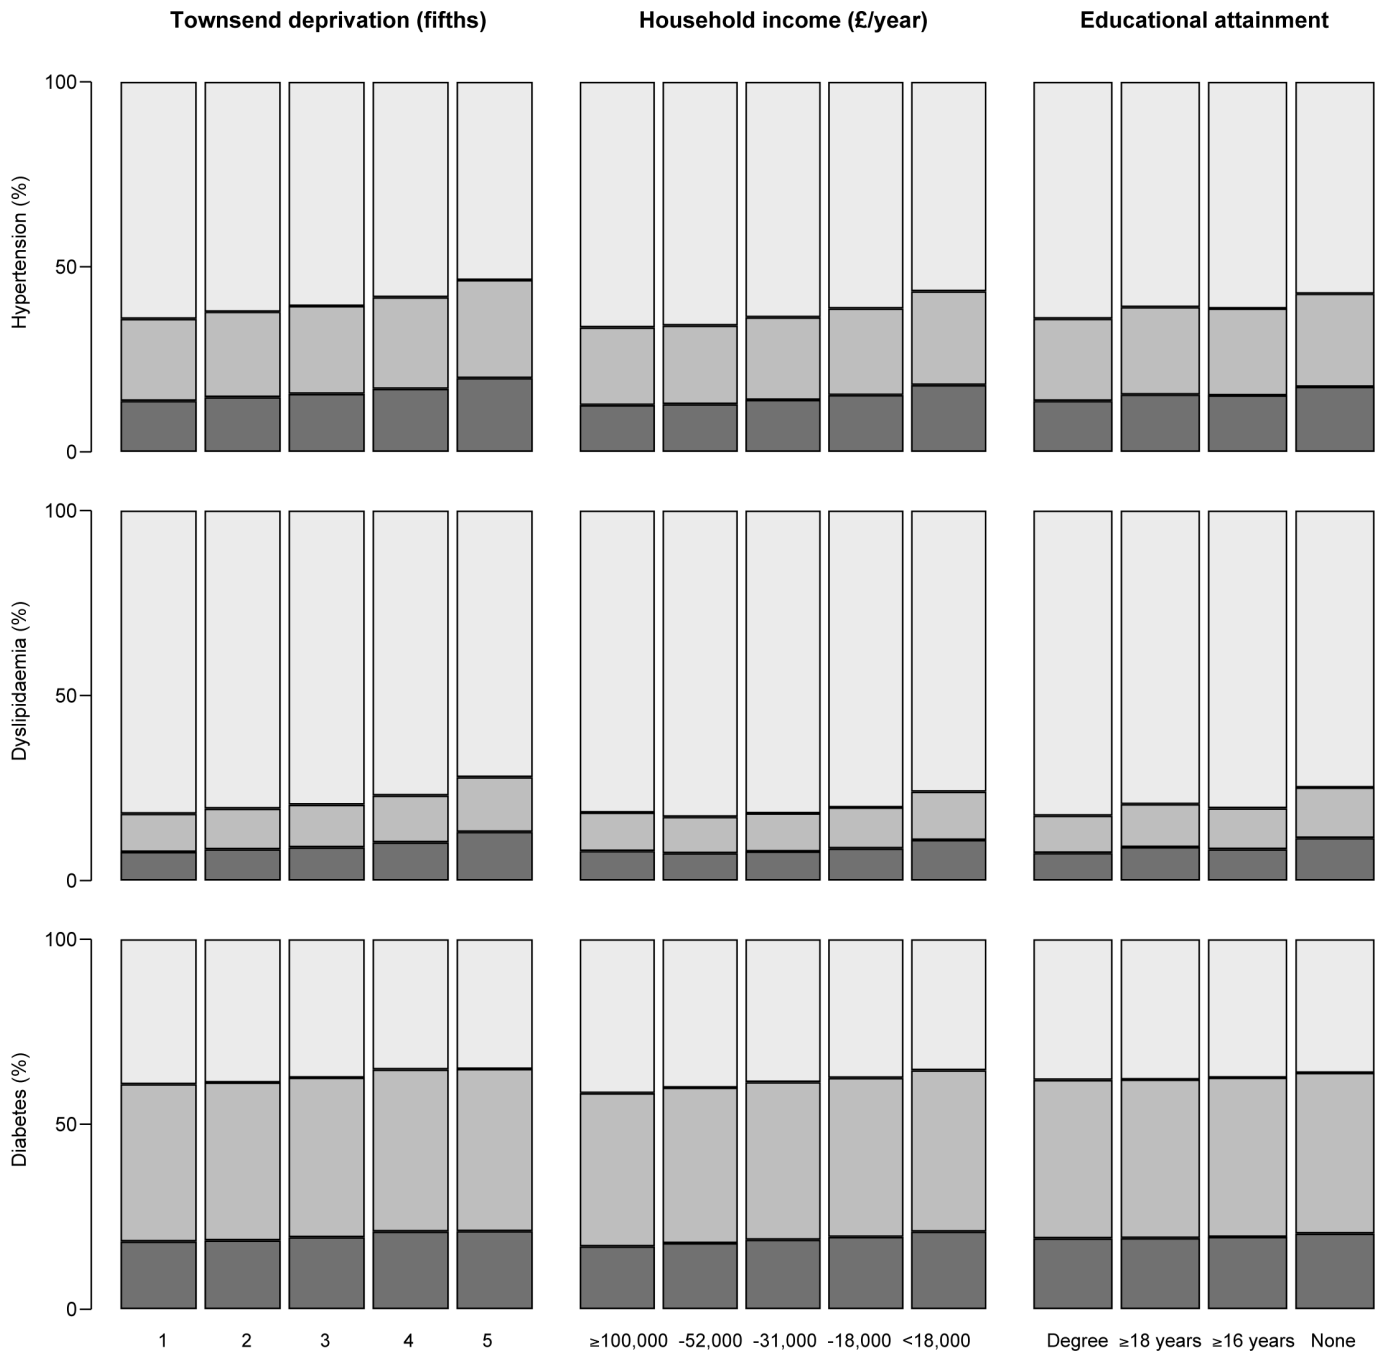 Townsend deprivation (fifths) Household income (£/year) Educational attainment
100
50
0
Hypertension (%)
100
50
0
Dyslipidaemia (%)
100
50
0
Diabetes (%)
1 2 3 4 5 ≥100,000 -52,000 -31,000 -18,000 <18,000 Degree ≥18 years ≥16 years None